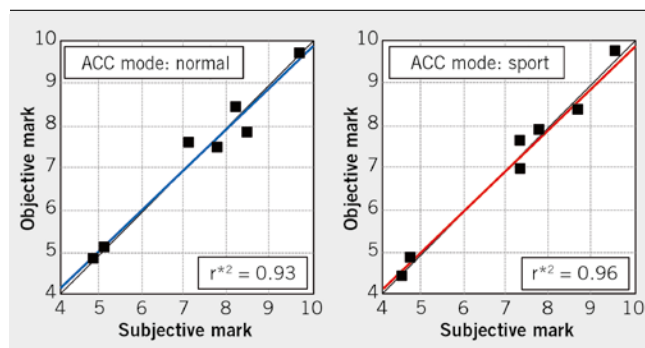 ACC mode: normal
Objective mark
10
9
8
7
6
5
4
r*² = 0.93
4 5 6 7 8 9 10
Subjective mark
ACC mode: sport
Objective mark
10
9
8
7
6
5
4
r*² = 0.96
4 5 6 7 8 9 10
Subjective mark